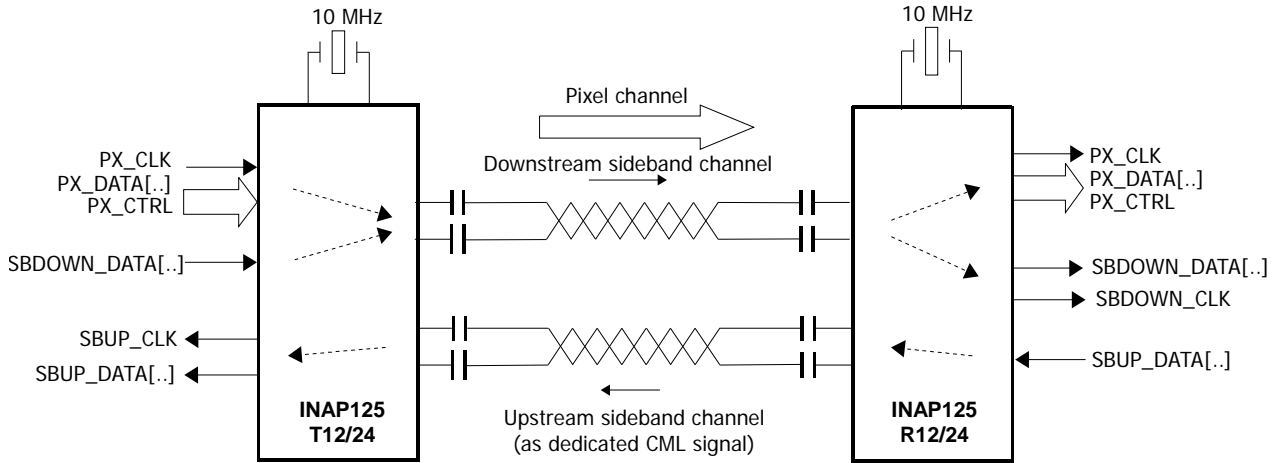 10 MHz
10 MHz
Pixel channel
Downstream sideband channel
PX_CLK
PX_DATA[..]
PX_CTRL
SBDOWN_DATA[..]
SBUP_CLK
SBUP_DATA[..]
INAP125
T12/24
Upstream sideband channel
(as dedicated CML signal)
PX_CLK
PX_DATA[..]
PX_CTRL
SBDOWN_DATA[..]
SBDOWN_CLK
SBUP_DATA[..]
INAP125
R12/24